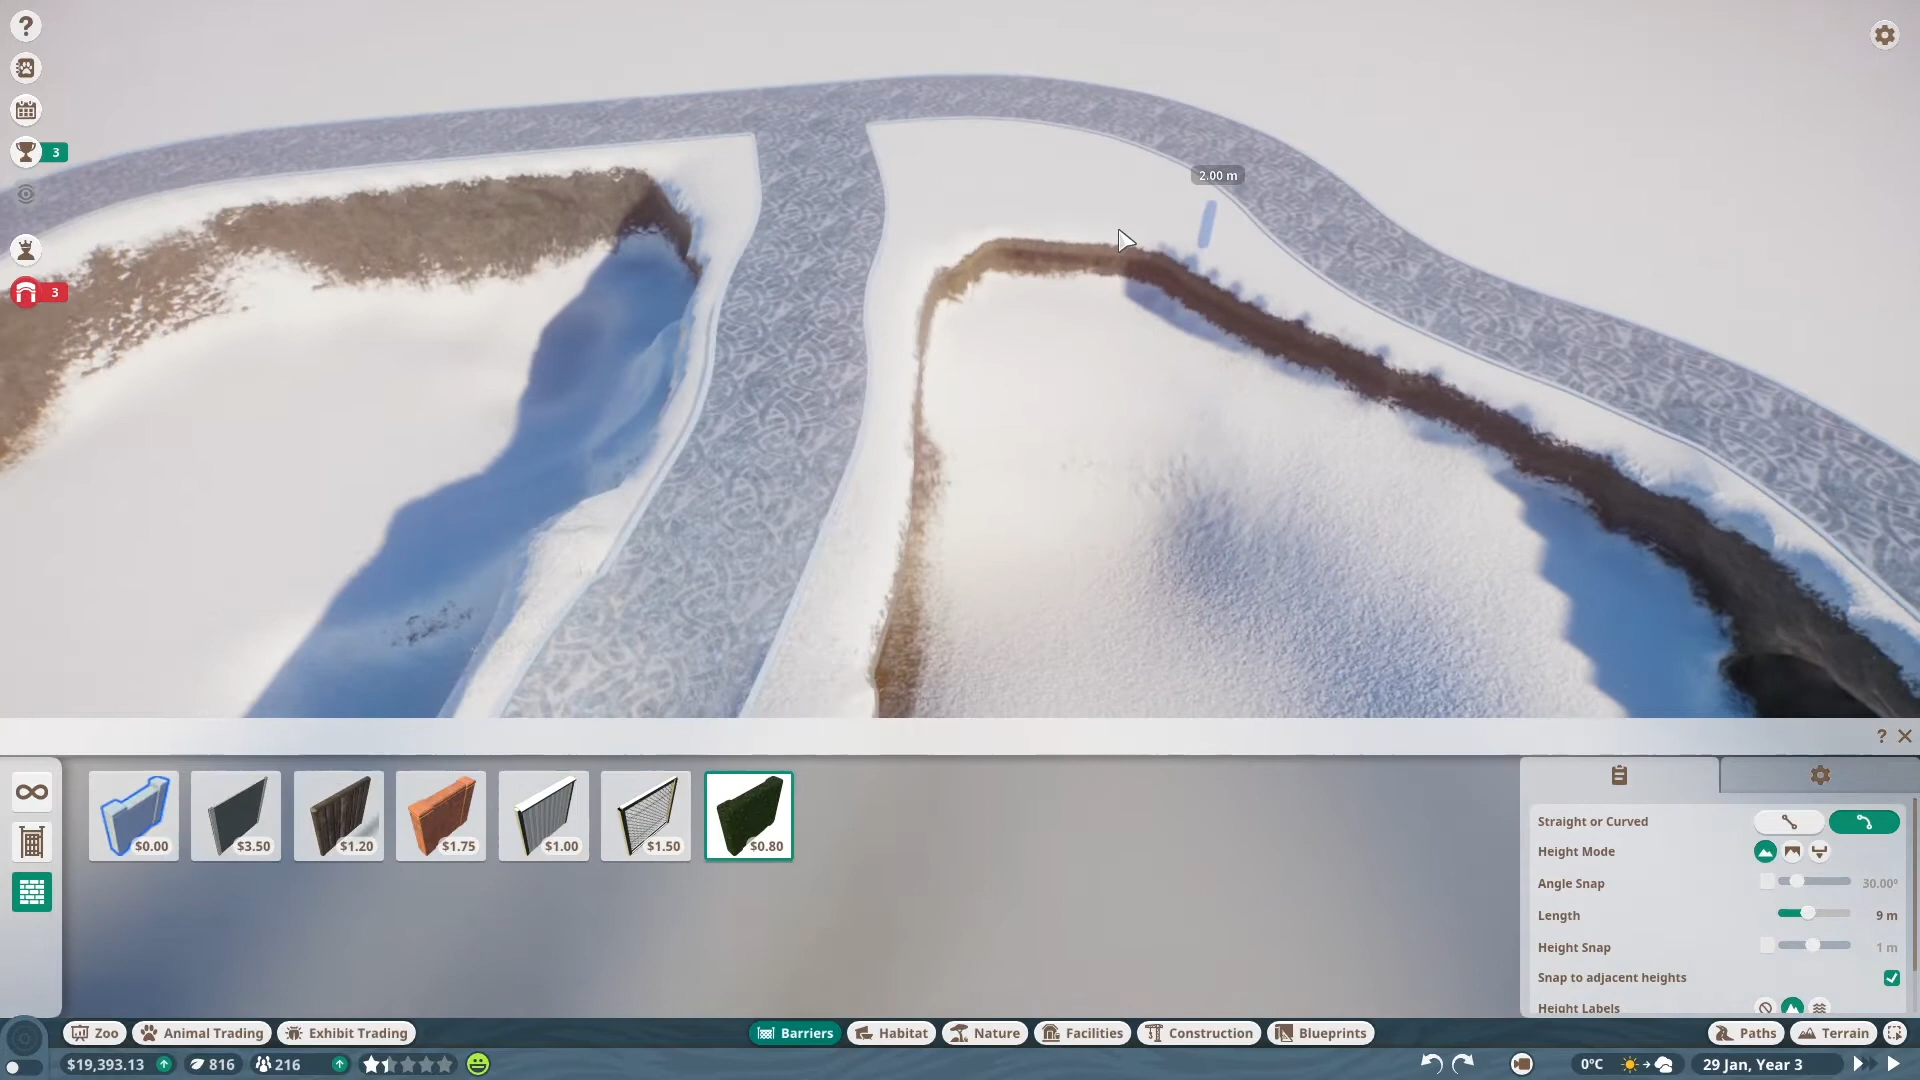 ?
3
3
2.00 m
? ×
$0.00
$3.50
$1.20
$1.75
$1.00
$1.50
$0.80
Straight or Curved
Height Mode
Angle Snap 30.00°
Length 9 m
Height Snap 1 m
Snap to adjacent heights
Height Labels
Zoo Animal Trading Exhibit Trading Barriers Habitat Nature Facilities Construction Blueprints Paths Terrain
$19,393.13 816 216 0°C 29 Jan, Year 3